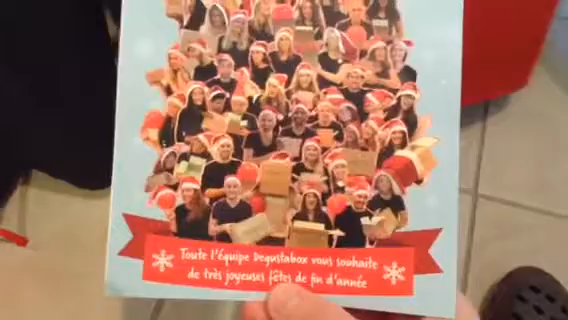 Toute l'équipe Degustabox vous souhaite
de très joyeuses fêtes de fin d'année